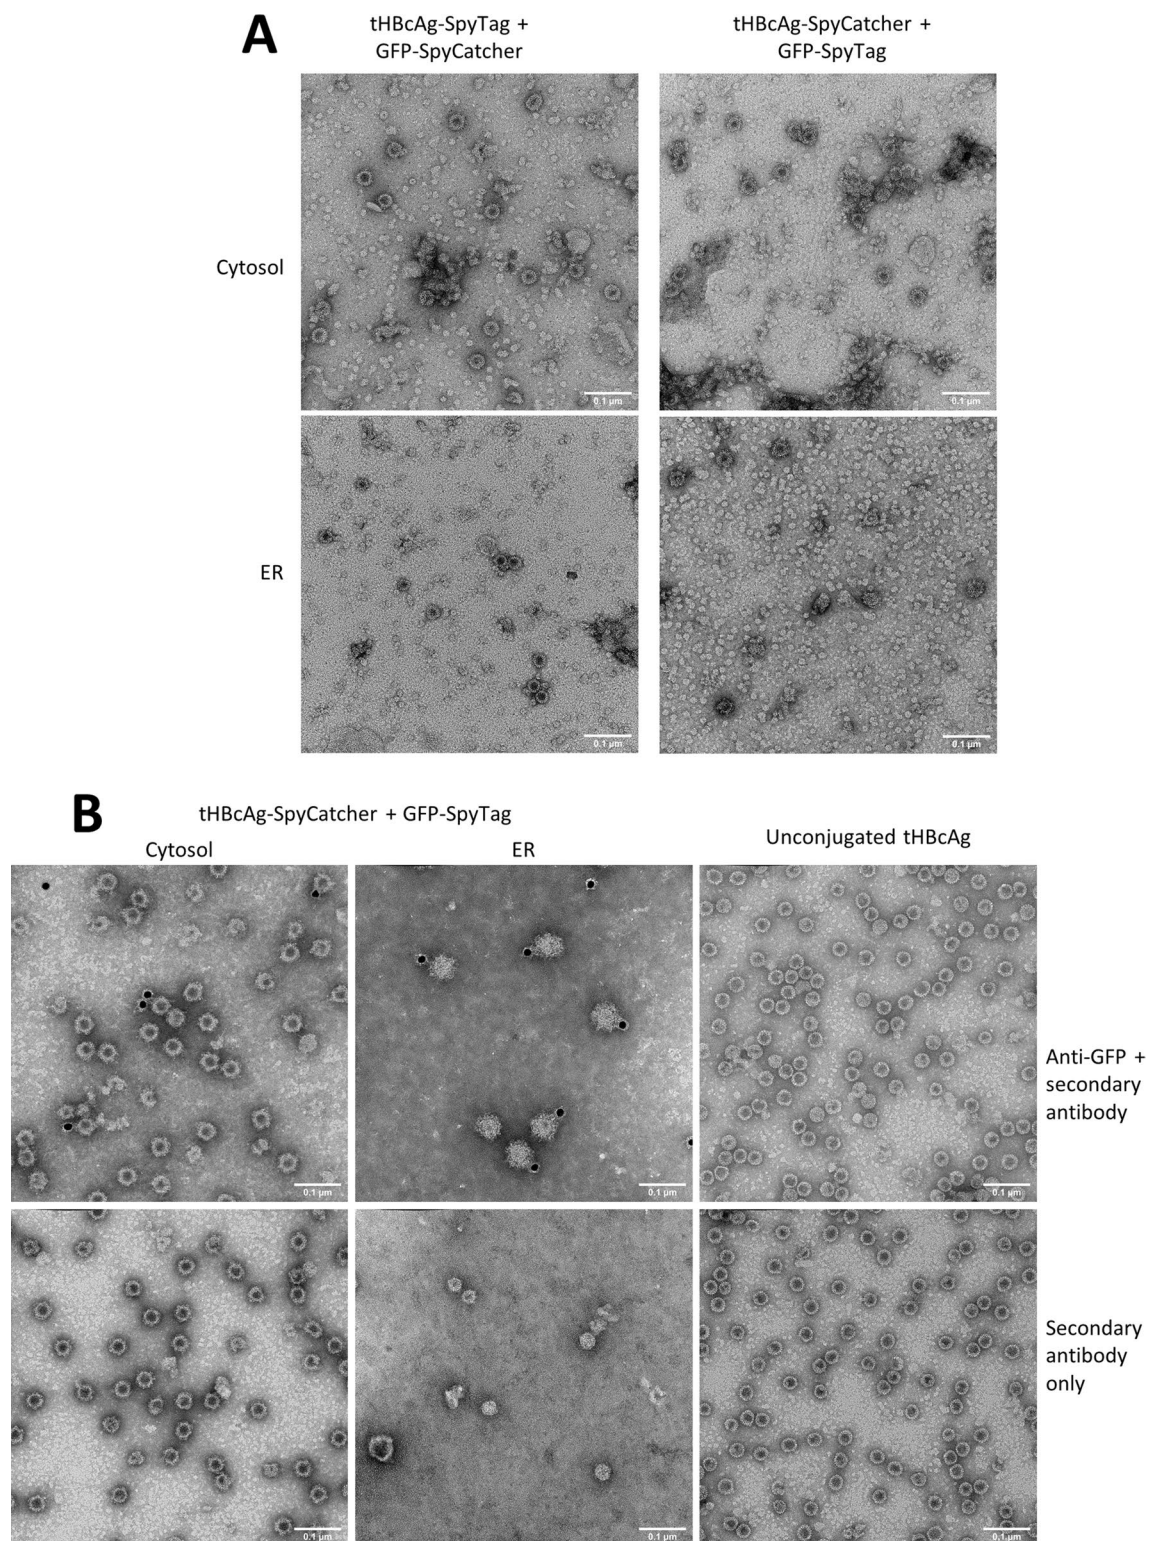 A
tHBcAg-SpyTag +
GFP-SpyCatcher
tHBcAg-SpyCatcher +
GFP-SpyTag
Cytosol
0.1 µm
0.1 µm
ER
0.1 µm
0.1 µm
B
tHBcAg-SpyCatcher + GFP-SpyTag
Cytosol
ER
Unconjugated tHBcAg
Anti-GFP +
secondary
antibody
0.1 µm
0.1 µm
0.1 µm
Secondary
antibody
only
0.1 µm
0.1 µm
0.1 µm